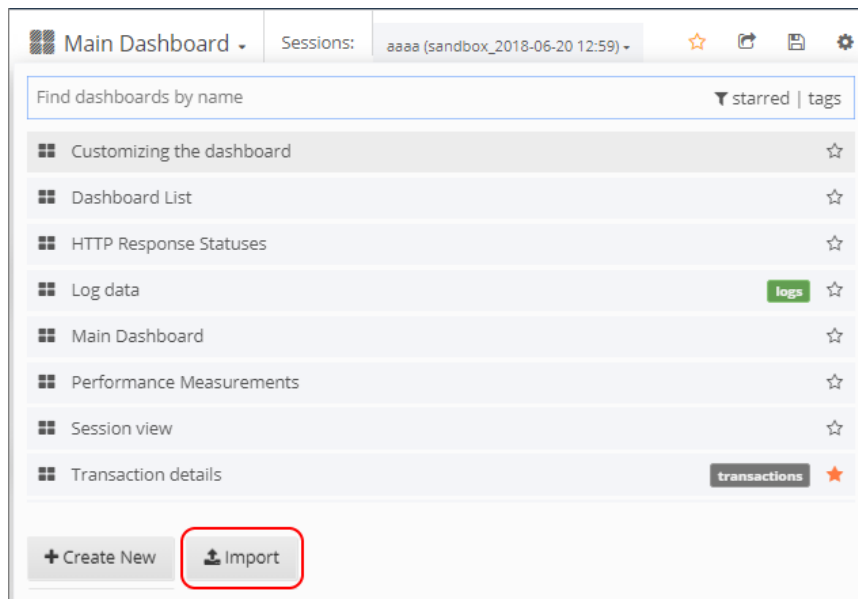 Main Dashboard Sessions: aaaa (sandbox_2018-06-20 12:59)
Find dashboards by name starred | tags
Customizing the dashboard
Dashboard List
HTTP Response Statuses
Log data logs
Main Dashboard
Performance Measurements
Session view
Transaction details transactions
Create New Import